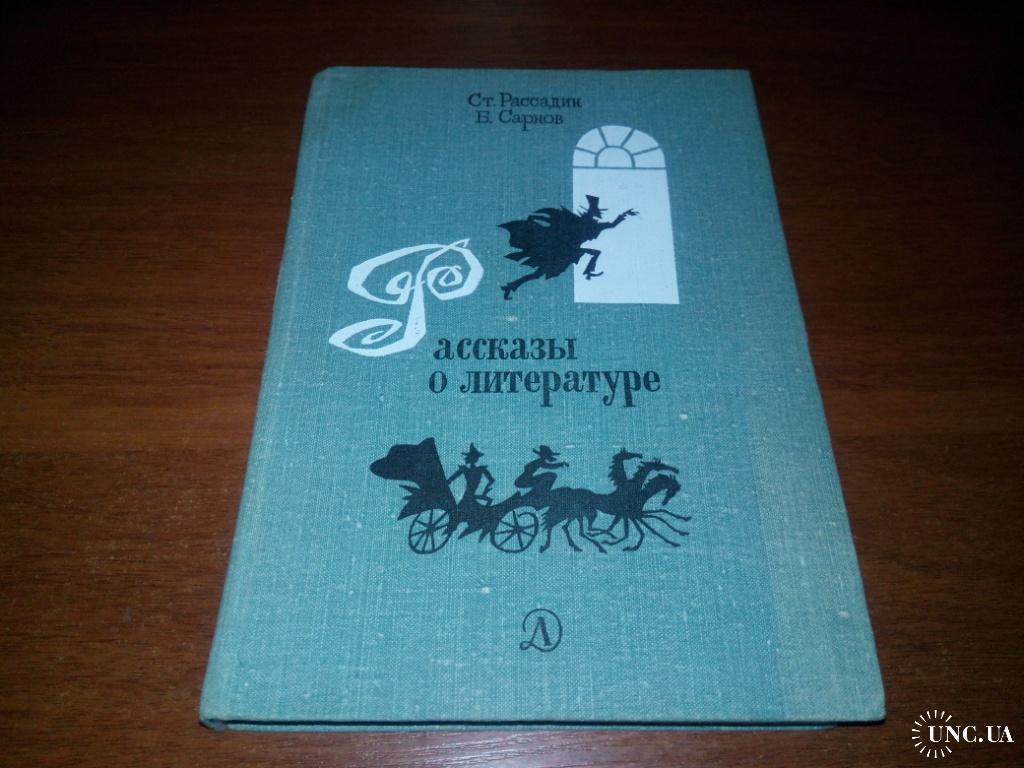 Ст. Рассадин
Б. Сарнов
Рассказы
о литературе
Д
UNC.UA